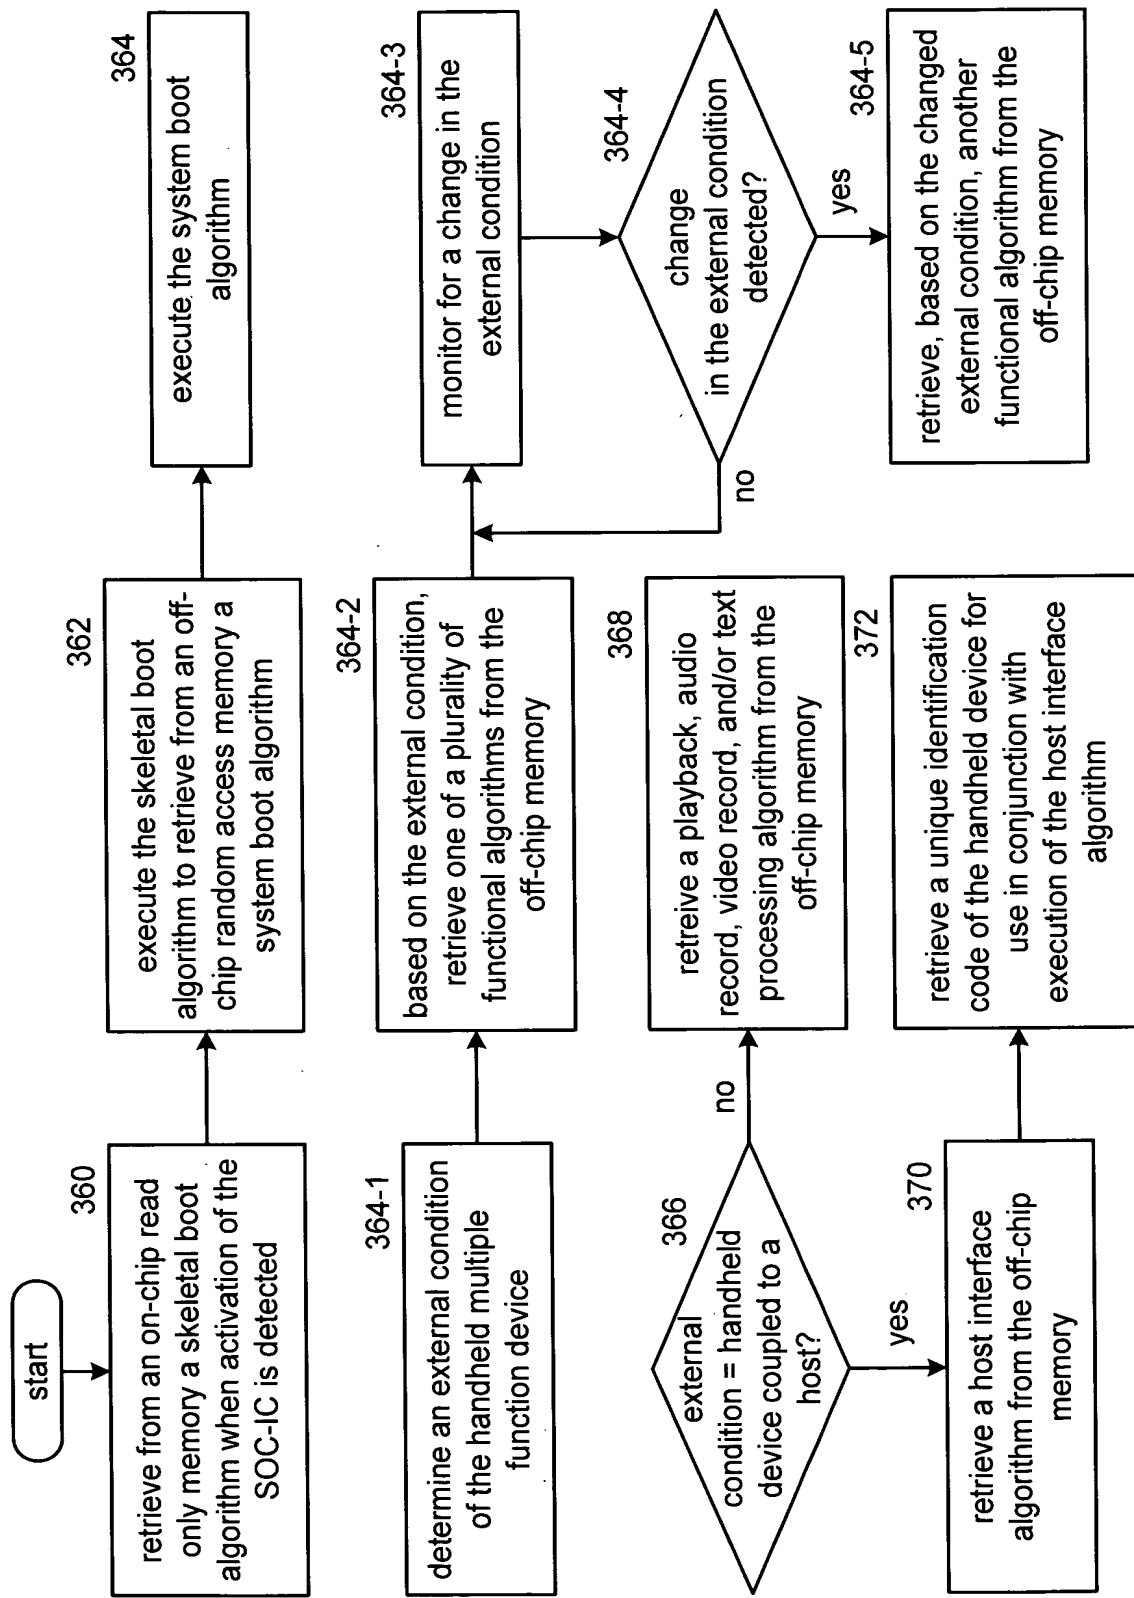 start
360
retrieve from an on-chip read
only memory a skeletal boot
algorithm when activation of the
SOC-IC is detected
362
execute the skeletal boot
algorithm to retrieve from an off-
chip random access memory a
system boot algorithm
364
execute the system boot
algorithm
364-1
determine an external condition
of the handheld multiple
function device
364-2
based on the external condition,
retrieve one of a plurality of
functional algorithms from the
off-chip memory
364-3
monitor for a change in the
external condition
364-4
change
in the external condition
detected?
no
yes
364-5
retrieve, based on the changed
external condition, another
functional algorithm from the
off-chip memory
366
external
condition = handheld
device coupled to a
host?
no
yes
368
retreive a playback, audio
record, video record, and/or text
processing algorithm from the
off-chip memory
370
retrieve a host interface
algorithm from the off-chip
memory
372
retrieve a unique identification
code of the handheld device for
use in conjunction with
execution of the host interface
algorithm